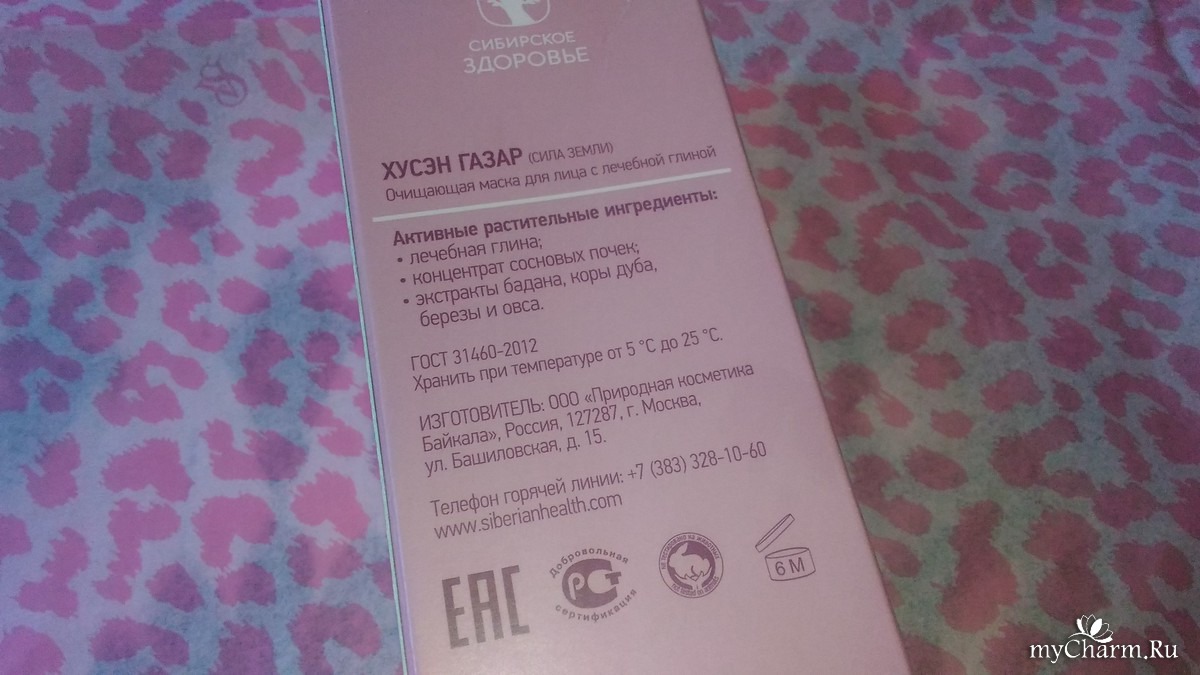 СИБИРСКОЕ
ЗДОРОВЬЕ
ХУСЭН ГАЗАР (СИЛА ЗЕМЛИ)
Очищающая маска для лица с лечебной глиной
Активные растительные ингредиенты:
• лечебная глина;
• концентрат сосновых почек;
• экстракты бадана, коры дуба,
березы и овса.
ГОСТ 31460-2012
Хранить при температуре от 5 °С до 25 °С.
ИЗГОТОВИТЕЛЬ: ООО «Природная косметика
Байкала», Россия, 127287, г. Москва,
ул. Башиловская, д. 15.
Телефон горячей линии: +7 (383) 328-10-60
www.siberianhealth.com
EAC
Добровольная
РСТ
сертификация
6 M
myCharm.Ru